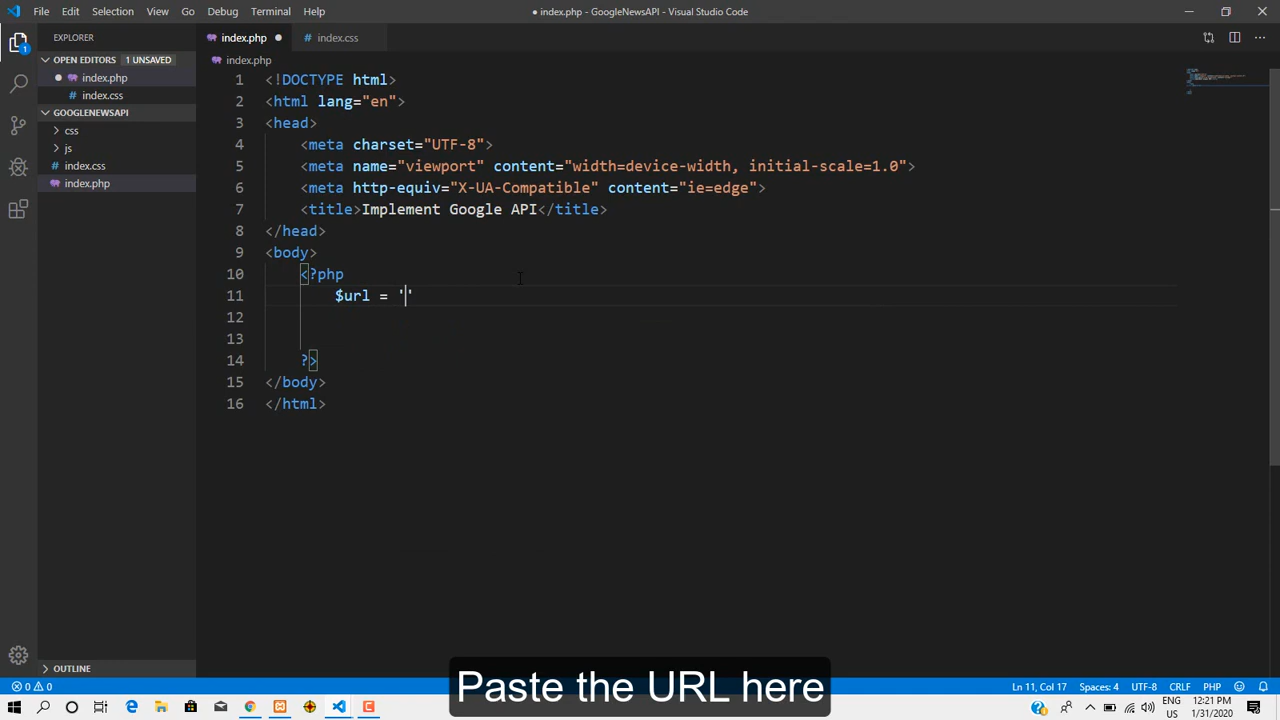 File Edit Selection View Go Debug Terminal Help
● index.php - GoogleNewsAPI - Visual Studio Code
EXPLORER
index.php ●
index.css
OPEN EDITORS 1 UNSAVED
● index.php
index.css
GOOGLENEWSAPI
css
js
index.css
index.php
OUTLINE
index.php
1 <!DOCTYPE html>
2 <html lang="en">
3 <head>
4 <meta charset="UTF-8">
5 <meta name="viewport" content="width=device-width, initial-scale=1.0">
6 <meta http-equiv="X-UA-Compatible" content="ie=edge">
7 <title>Implement Google API</title>
8 </head>
9 <body>
10 <?php
11 $url = ''
12
13
14 ?>
15 </body>
16 </html>
Paste the URL here
0 0
Ln 11, Col 17 Spaces: 4 UTF-8 CRLF PHP
ENG 12:21 PM
US 1/31/2020
1